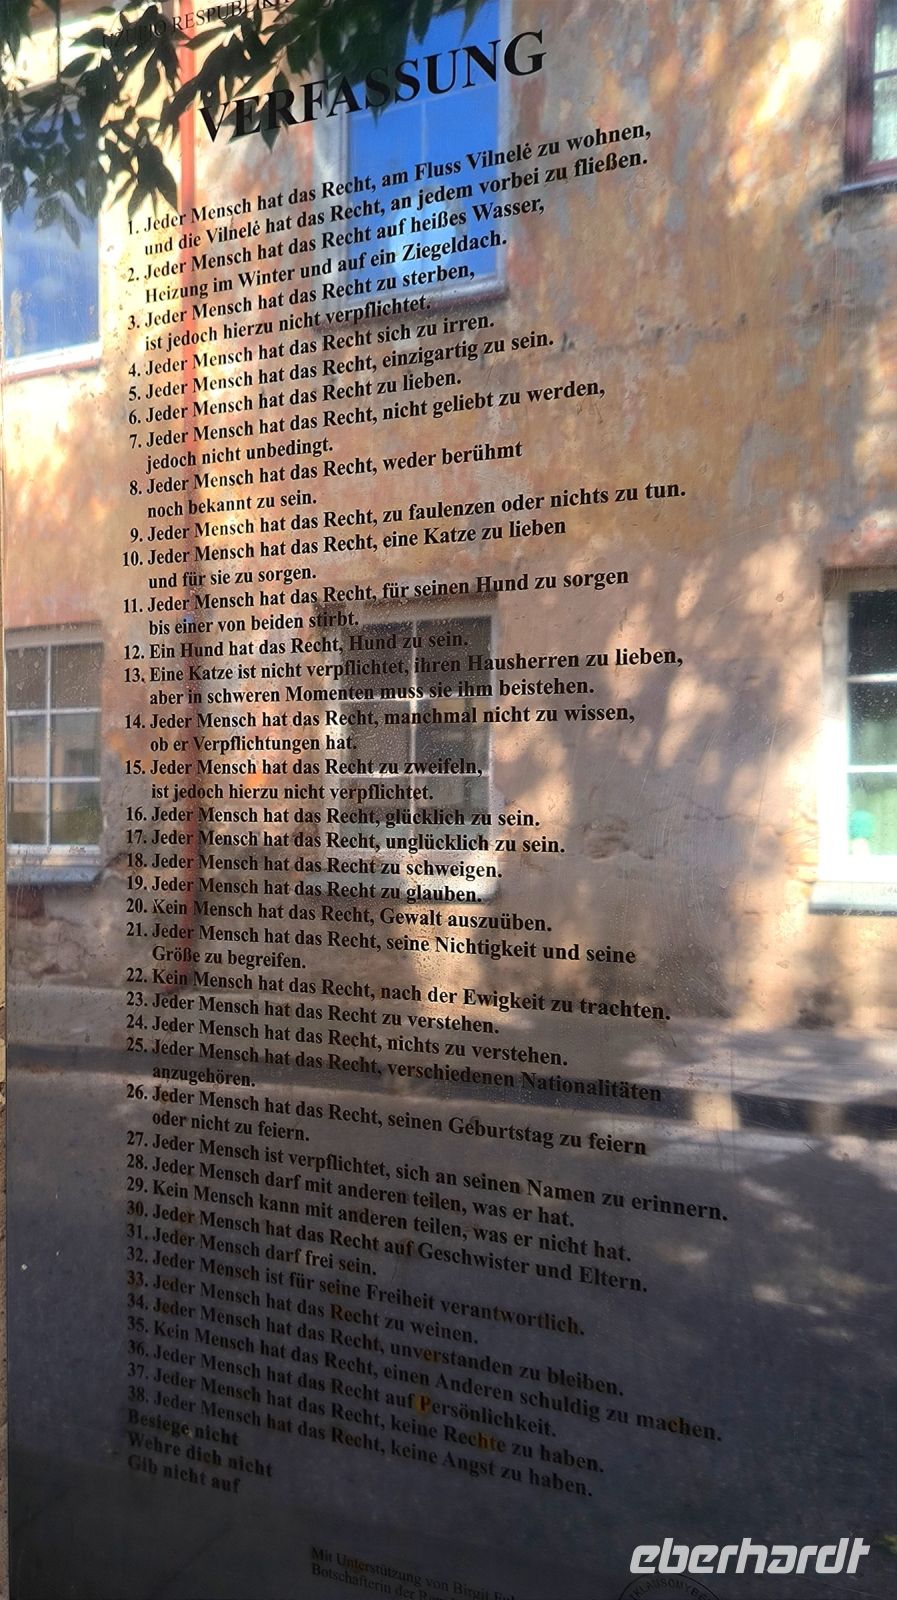 VERFASSUNG
1. Jeder Mensch hat das Recht, am Fluss Vilnelė zu wohnen,
und die Vilnelė hat das Recht, an jedem vorbei zu fließen.
2. Jeder Mensch hat das Recht auf heißes Wasser,
Heizung im Winter und auf ein Ziegeldach.
3. Jeder Mensch hat das Recht zu sterben,
ist jedoch hierzu nicht verpflichtet.
4. Jeder Mensch hat das Recht sich zu irren.
5. Jeder Mensch hat das Recht, einzigartig zu sein.
6. Jeder Mensch hat das Recht zu lieben.
7. Jeder Mensch hat das Recht, nicht geliebt zu werden,
jedoch nicht unbedingt.
8. Jeder Mensch hat das Recht, weder berühmt
noch bekannt zu sein.
9. Jeder Mensch hat das Recht, zu faulenzen oder nichts zu tun.
10. Jeder Mensch hat das Recht, eine Katze zu lieben
und für sie zu sorgen.
11. Jeder Mensch hat das Recht, für seinen Hund zu sorgen
bis einer von beiden stirbt.
12. Ein Hund hat das Recht, Hund zu sein.
13. Eine Katze ist nicht verpflichtet, ihren Hausherren zu lieben,
aber in schweren Momenten muss sie ihm beistehen.
14. Jeder Mensch hat das Recht, manchmal nicht zu wissen,
ob er Verpflichtungen hat.
15. Jeder Mensch hat das Recht zu zweifeln,
ist jedoch hierzu nicht verpflichtet.
16. Jeder Mensch hat das Recht, glücklich zu sein.
17. Jeder Mensch hat das Recht, unglücklich zu sein.
18. Jeder Mensch hat das Recht zu schweigen.
19. Jeder Mensch hat das Recht zu glauben.
20. Kein Mensch hat das Recht, Gewalt auszuüben.
21. Jeder Mensch hat das Recht, seine Nichtigkeit und seine
Größe zu begreifen.
22. Kein Mensch hat das Recht, nach der Ewigkeit zu trachten.
23. Jeder Mensch hat das Recht zu verstehen.
24. Jeder Mensch hat das Recht, nichts zu verstehen.
25. Jeder Mensch hat das Recht, verschiedenen Nationalitäten
anzugehören.
26. Jeder Mensch hat das Recht, seinen Geburtstag zu feiern
oder nicht zu feiern.
27. Jeder Mensch ist verpflichtet, sich an seinen Namen zu erinnern.
28. Jeder Mensch darf mit anderen teilen, was er hat.
29. Kein Mensch kann mit anderen teilen, was er nicht hat.
30. Jeder Mensch hat das Recht auf Geschwister und Eltern.
31. Jeder Mensch darf frei sein.
32. Jeder Mensch ist für seine Freiheit verantwortlich.
33. Jeder Mensch hat das Recht zu weinen.
34. Jeder Mensch hat das Recht, unverstanden zu bleiben.
35. Kein Mensch hat das Recht, einen Anderen schuldig zu machen.
36. Jeder Mensch hat das Recht auf Persönlichkeit.
37. Jeder Mensch hat das Recht, keine Rechte zu haben.
38. Jeder Mensch hat das Recht, keine Angst zu haben.
Besiege nicht
Wehre dich nicht
Gib nicht auf
Mit Unterstützung von Birgit
Botschafterin der
eberhardt